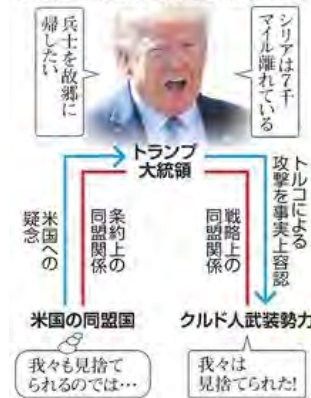 兵士を故郷に
帰したい
シリアは7千
マイル離れている
トランプ
大統領
米国への
疑念
条約上の
同盟関係
戦略上の
同盟関係
トルコによる
攻撃を事実上容認
米国の同盟国
クルド人武装勢力
我々も見捨て
られるのでは…
我々は
見捨てられた!